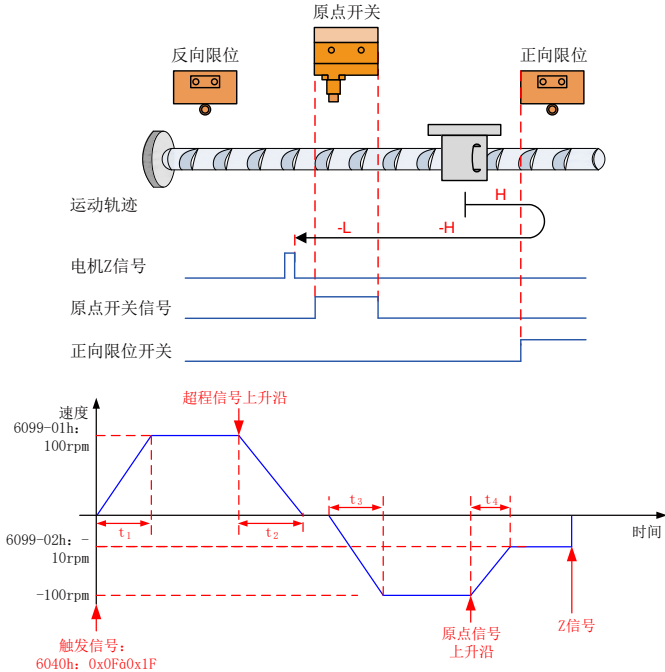 原点开关
反向限位
正向限位
运动轨迹
H
-L
-H
电机Z信号
原点开关信号
正向限位开关
超程信号上升沿
速度
6099-01h:
100rpm
t1
t2
t3
t4
时间
6099-02h: -
10rpm
-100rpm
触发信号:
6040h: 0x0Fà0x1F
原点信号
上升沿
Z信号